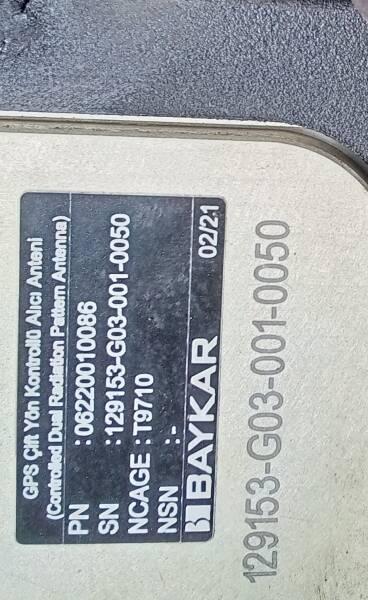 GPS Çift Yön Kontrollü Alıcı Anteni
(Controlled Dual Radiation Pattern Antenna)
PN : 06220010086
SN : 129153-G03-001-0050
NCAGE : T9710
NSN : -
BAYKAR 02/21
129153-G03-001-0050